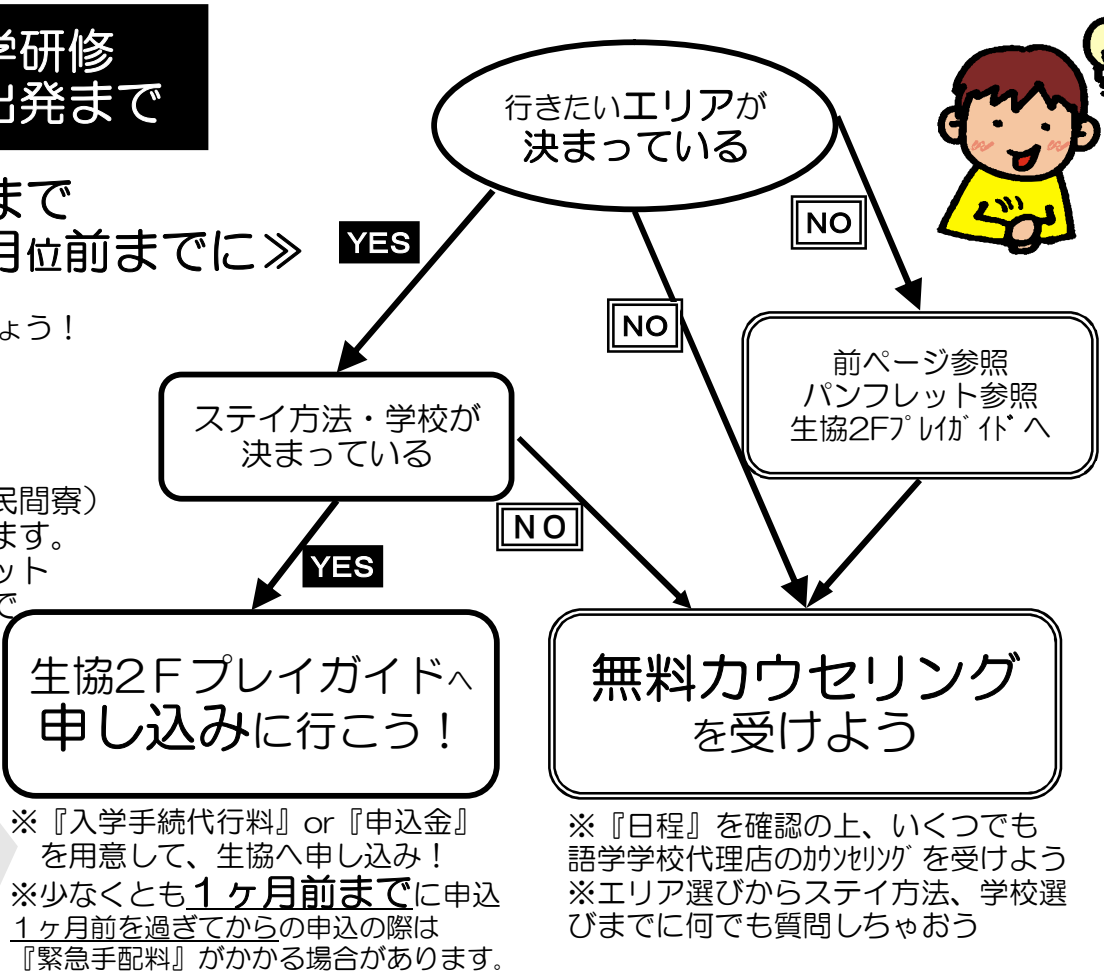 学研修
出発まで
まで
月位前までに≫
ょう！
民間寮）
ます。
ット
で
行きたいエリアが
決まっている
YES
NO
NO
ステイ方法・学校が
決まっている
前ページ参照
パンフレット参照
生協2Fﾌﾟﾚｲｶﾞｲﾄﾞへ
YES
ＮＯ
生協2Ｆプレイガイドへ
申し込みに行こう！
無料カウセリング
を受けよう
※『入学手続代行料』or『申込金』
を用意して、生協へ申し込み！
※少なくとも１ヶ月前までに申込
１ヶ月前を過ぎてからの申込の際は
『緊急手配料』がかかる場合があります。
※『日程』を確認の上、いくつでも
語学学校代理店のｶｳﾝｾﾘﾝｸﾞを受けよう
※エリア選びからステイ方法、学校選
びまでに何でも質問しちゃおう